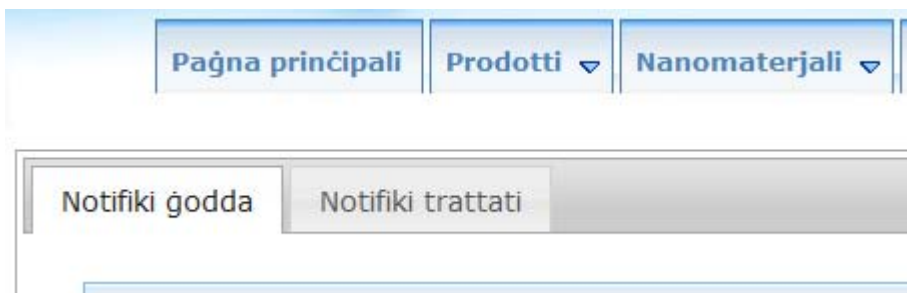 Paġna prinċipali Prodotti Nanomaterjali
Notifiki ġodda Notifiki trattati